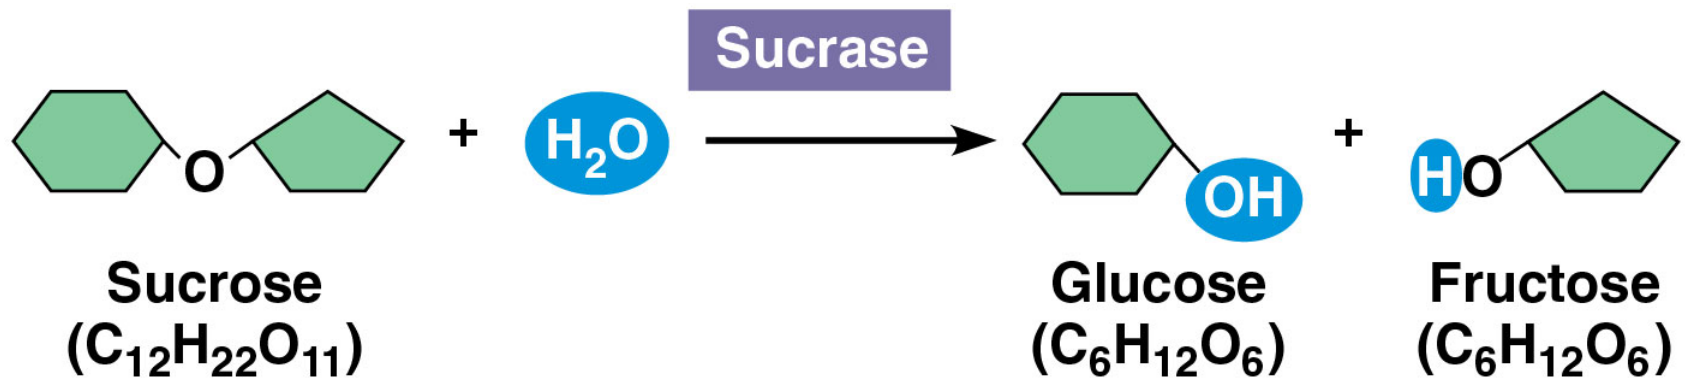 Sucrase
O + H₂O OH + HO
Sucrose Glucose Fructose
(C₁₂H₂₂O₁₁) (C₆H₁₂O₆) (C₆H₁₂O₆)